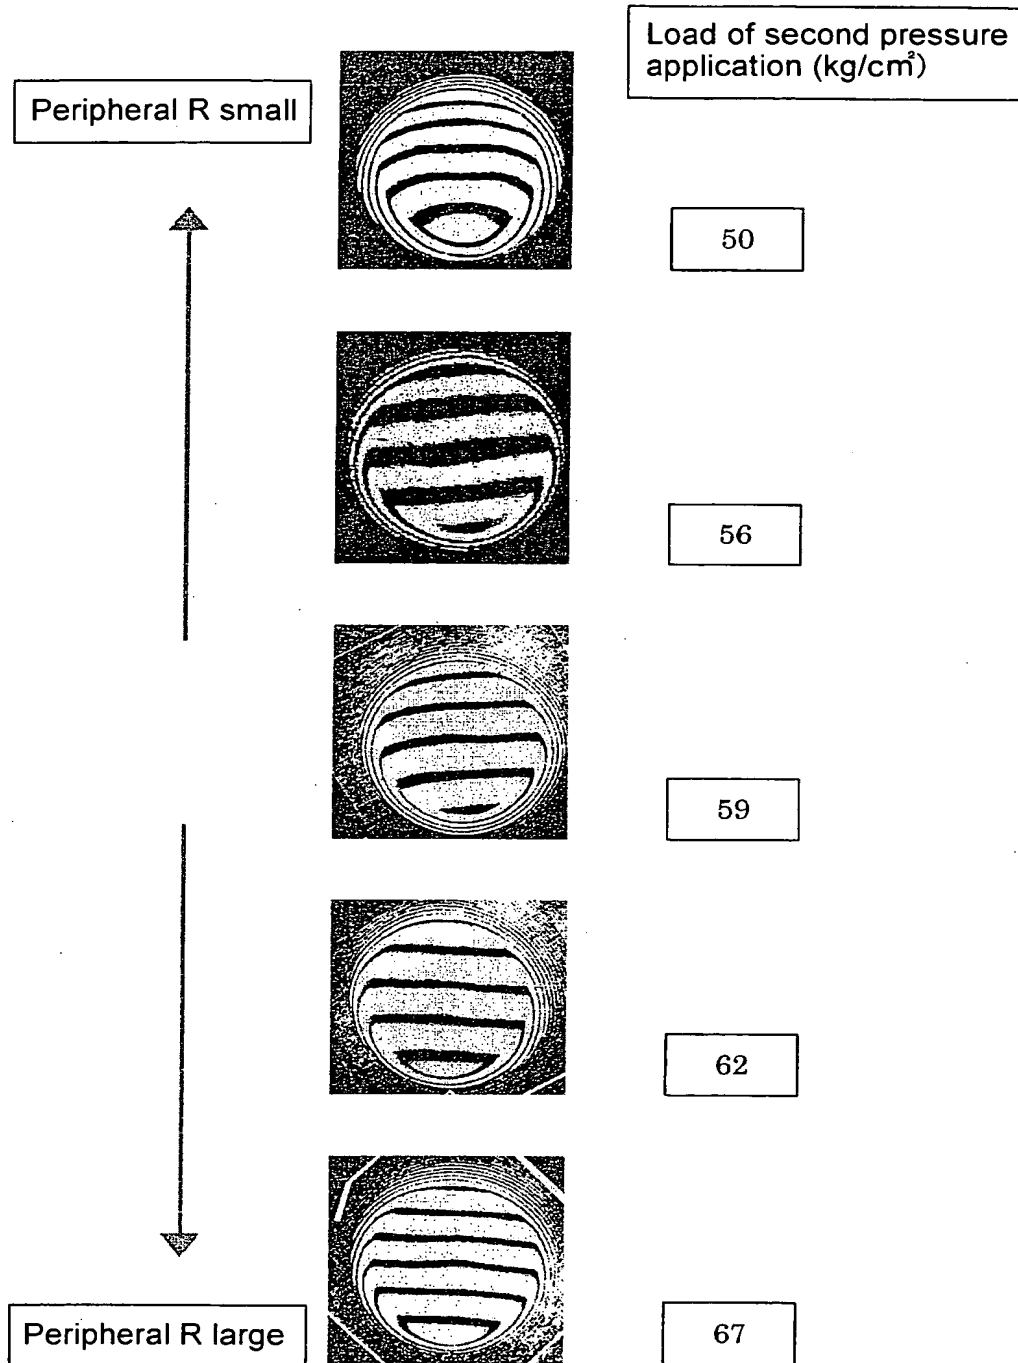 Load of second pressure
application (kg/cm²)
Peripheral R small
50
56
59
62
67
Peripheral R large